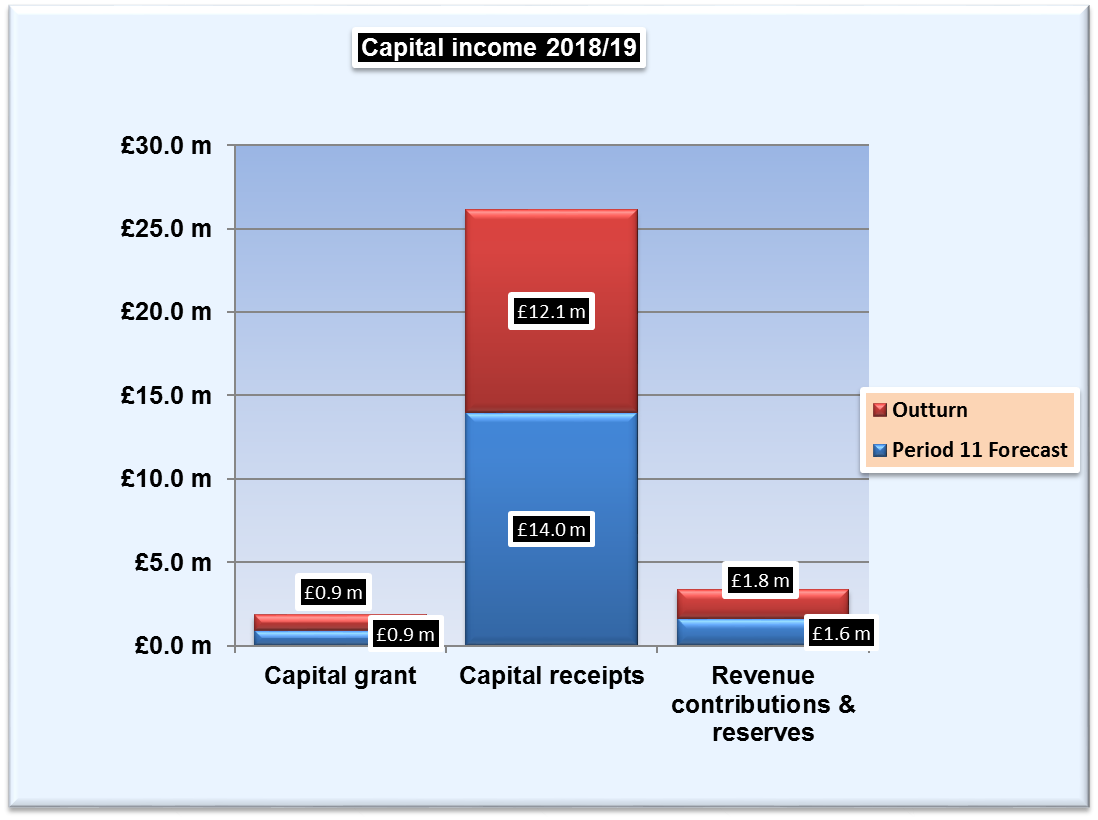 Capital income 2018/19
£30.0 m
£25.0 m
£20.0 m
£15.0 m
£10.0 m
£5.0 m
£0.0 m
£0.9 m
£0.9 m
£12.1 m
£14.0 m
£1.8 m
£1.6 m
Capital grant
Capital receipts
Revenue
contributions &
reserves
Outturn
Period 11 Forecast